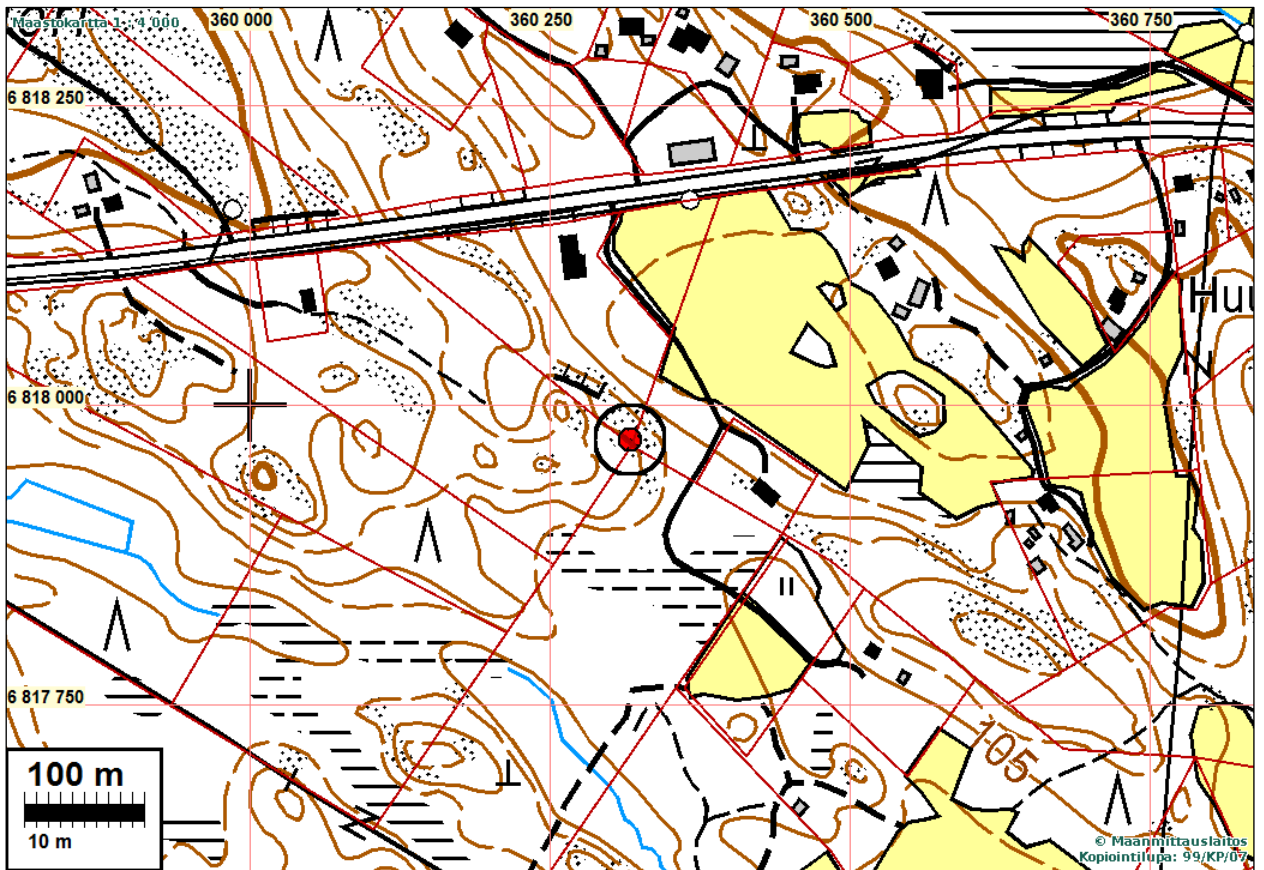 Maastokartta 1 : 4 000
360 000
360 250
360 500
360 750
6 818 250
Huu
6 818 000
6 817 750
105
100 m
10 m
© Maanmittauslaitos
Kopiointilupa: 99/KP/07